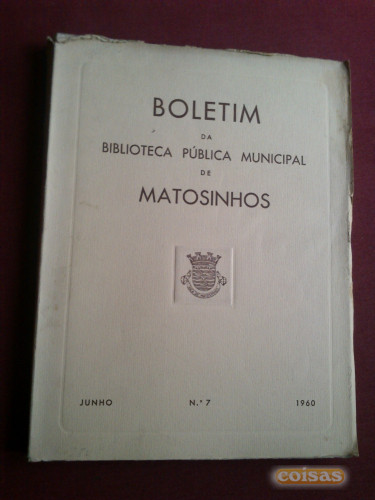 BOLETIM
DA
BIBLIOTECA PÚBLICA MUNICIPAL
DE
MATOSINHOS
JUNHO N.º 7 1960
coisas